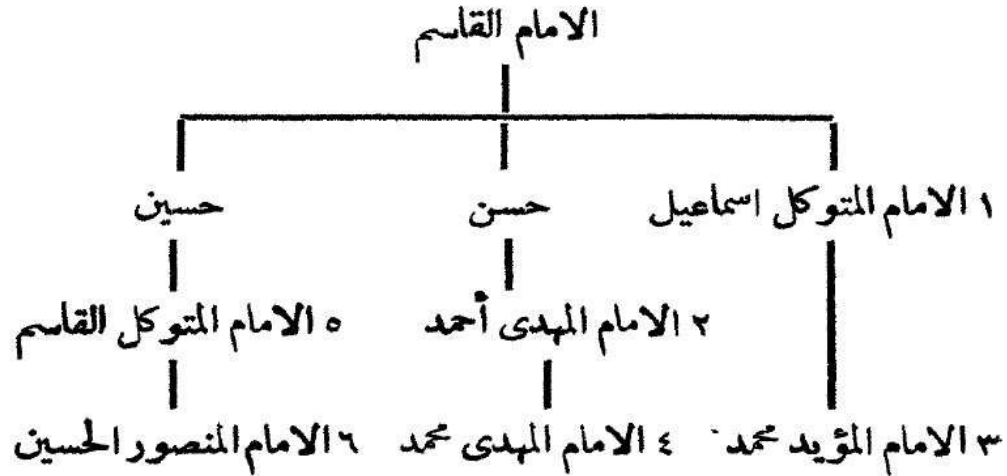 الامام القاسم
١ الامام المتوكل اسماعيل حسن حسين
٢ الامام المهدى أحمد ٥ الامام المتوكل القاسم
٣ الامام المؤيد محمد ٤ الامام المهدى محمد ٦ الامام المنصور الحسين